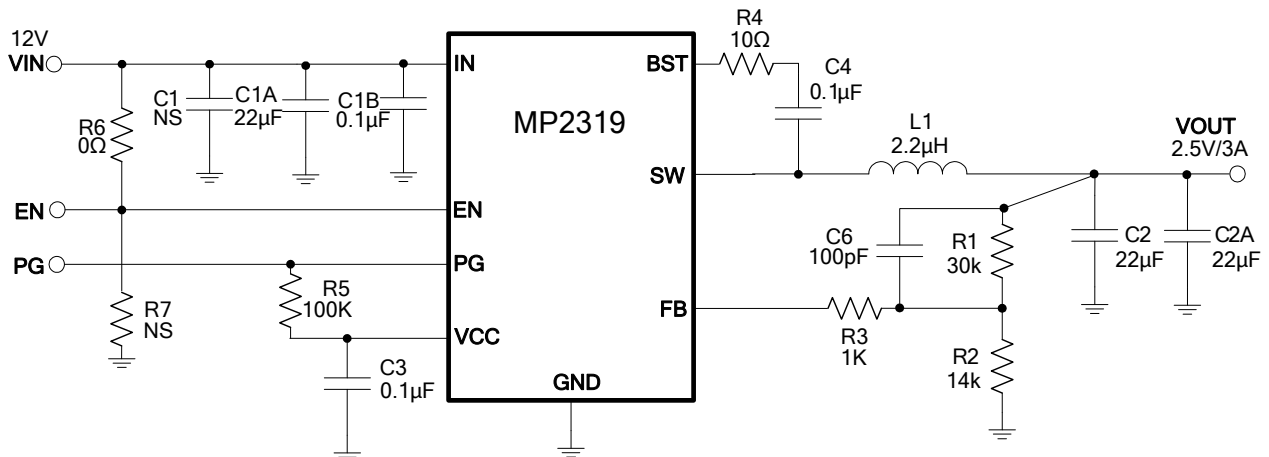 12V
VIN
C1
NS
C1A
22µF
C1B
0.1µF
R6
0Ω
EN
PG
R7
NS
R5
100K
C3
0.1µF
IN
EN
PG
VCC
MP2319
GND
BST
SW
FB
R4
10Ω
C4
0.1µF
L1
2.2µH
VOUT
2.5V/3A
C6
100pF
R1
30k
C2
22µF
C2A
22µF
R3
1K
R2
14k